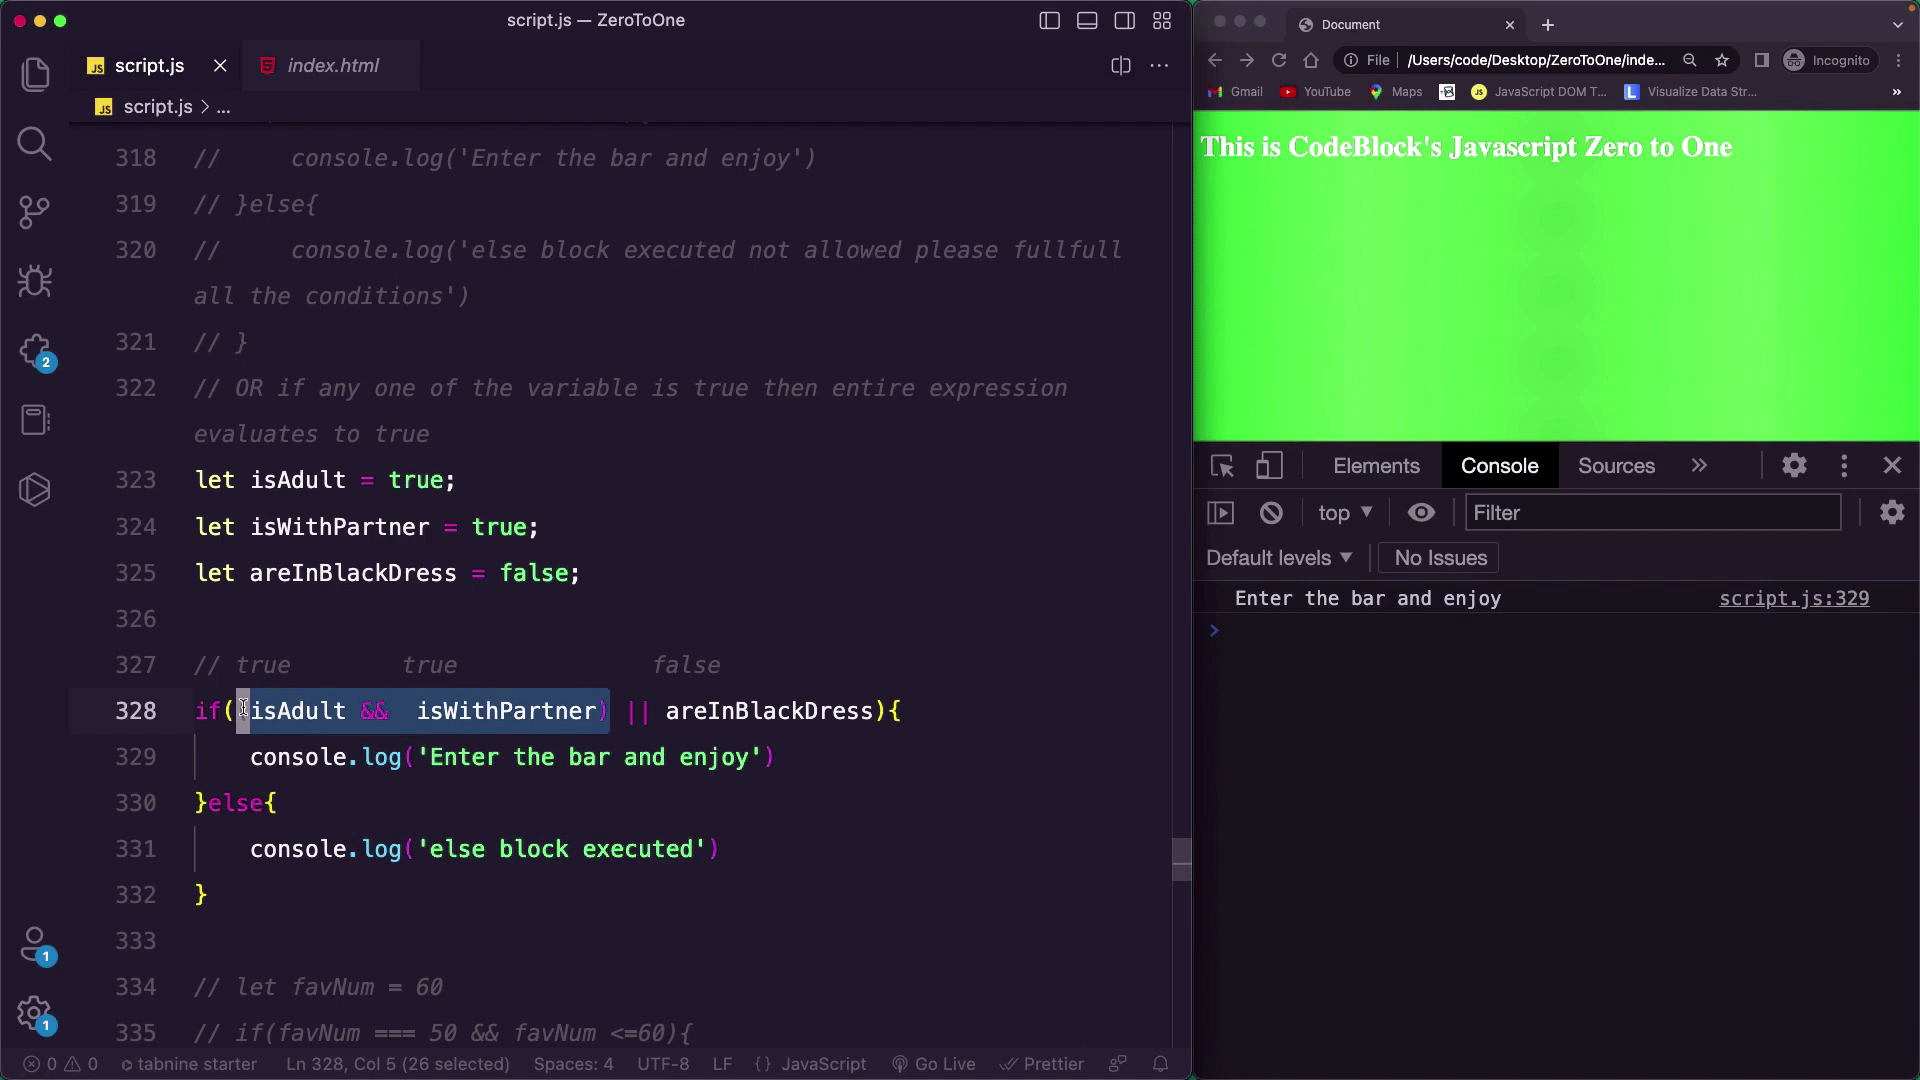 script.js — ZeroToOne
script.js
index.html
script.js > ...
318 // console.log('Enter the bar and enjoy')
319 // }else{
320 // console.log('else block executed not allowed please fullfull
all the conditions')
321 // }
322 // OR if any one of the variable is true then entire expression
evaluates to true
323 let isAdult = true;
324 let isWithPartner = true;
325 let areInBlackDress = false;
326
327 // true true false
328 if((isAdult && isWithPartner) || areInBlackDress){
329 console.log('Enter the bar and enjoy')
330 }else{
331 console.log('else block executed')
332 }
333
334 // let favNum = 60
335 // if(favNum === 50 && favNum <=60){
2
1
1
0 0 tabnine starter Ln 328, Col 5 (26 selected) Spaces: 4 UTF-8 LF {} JavaScript Go Live Prettier
Document
File /Users/code/Desktop/ZeroToOne/inde... Incognito
Gmail YouTube Maps JavaScript DOM T... Visualize Data Str... »
This is CodeBlock's Javascript Zero to One
Elements Console Sources »
top Filter
Default levels No Issues
Enter the bar and enjoy script.js:329
>